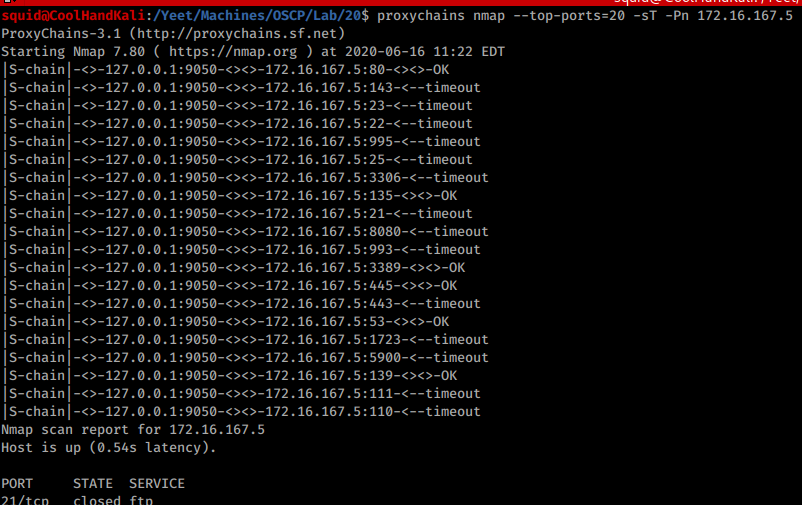 squid@CoolHandKali:/Yeet/Machines/OSCP/Lab/20$ proxychains nmap --top-ports=20 -sT -Pn 172.16.167.5
ProxyChains-3.1 (http://proxychains.sf.net)
Starting Nmap 7.80 ( https://nmap.org ) at 2020-06-16 11:22 EDT
|S-chain|-<>-127.0.0.1:9050-<><>-172.16.167.5:80-<><>-OK
|S-chain|-<>-127.0.0.1:9050-<><>-172.16.167.5:143-<--timeout
|S-chain|-<>-127.0.0.1:9050-<><>-172.16.167.5:23-<--timeout
|S-chain|-<>-127.0.0.1:9050-<><>-172.16.167.5:22-<--timeout
|S-chain|-<>-127.0.0.1:9050-<><>-172.16.167.5:995-<--timeout
|S-chain|-<>-127.0.0.1:9050-<><>-172.16.167.5:25-<--timeout
|S-chain|-<>-127.0.0.1:9050-<><>-172.16.167.5:3306-<--timeout
|S-chain|-<>-127.0.0.1:9050-<><>-172.16.167.5:135-<><>-OK
|S-chain|-<>-127.0.0.1:9050-<><>-172.16.167.5:21-<--timeout
|S-chain|-<>-127.0.0.1:9050-<><>-172.16.167.5:8080-<--timeout
|S-chain|-<>-127.0.0.1:9050-<><>-172.16.167.5:993-<--timeout
|S-chain|-<>-127.0.0.1:9050-<><>-172.16.167.5:3389-<><>-OK
|S-chain|-<>-127.0.0.1:9050-<><>-172.16.167.5:445-<><>-OK
|S-chain|-<>-127.0.0.1:9050-<><>-172.16.167.5:443-<--timeout
|S-chain|-<>-127.0.0.1:9050-<><>-172.16.167.5:53-<><>-OK
|S-chain|-<>-127.0.0.1:9050-<><>-172.16.167.5:1723-<--timeout
|S-chain|-<>-127.0.0.1:9050-<><>-172.16.167.5:5900-<--timeout
|S-chain|-<>-127.0.0.1:9050-<><>-172.16.167.5:139-<><>-OK
|S-chain|-<>-127.0.0.1:9050-<><>-172.16.167.5:111-<--timeout
|S-chain|-<>-127.0.0.1:9050-<><>-172.16.167.5:110-<--timeout
Nmap scan report for 172.16.167.5
Host is up (0.54s latency).
PORT STATE SERVICE
21/tcp closed ftp